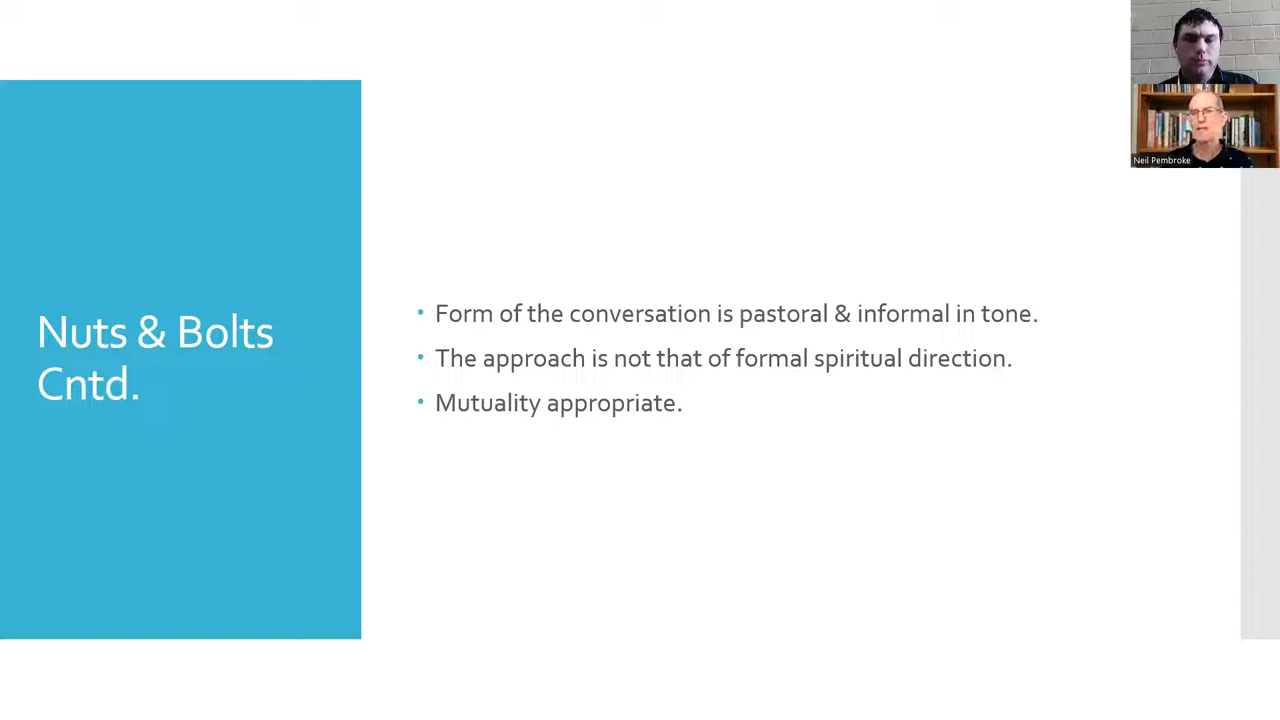 Neil Pembroke
Nuts & Bolts
Cntd.
• Form of the conversation is pastoral & informal in tone.
• The approach is not that of formal spiritual direction.
• Mutuality appropriate.